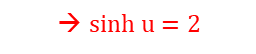 → sinh u = 2